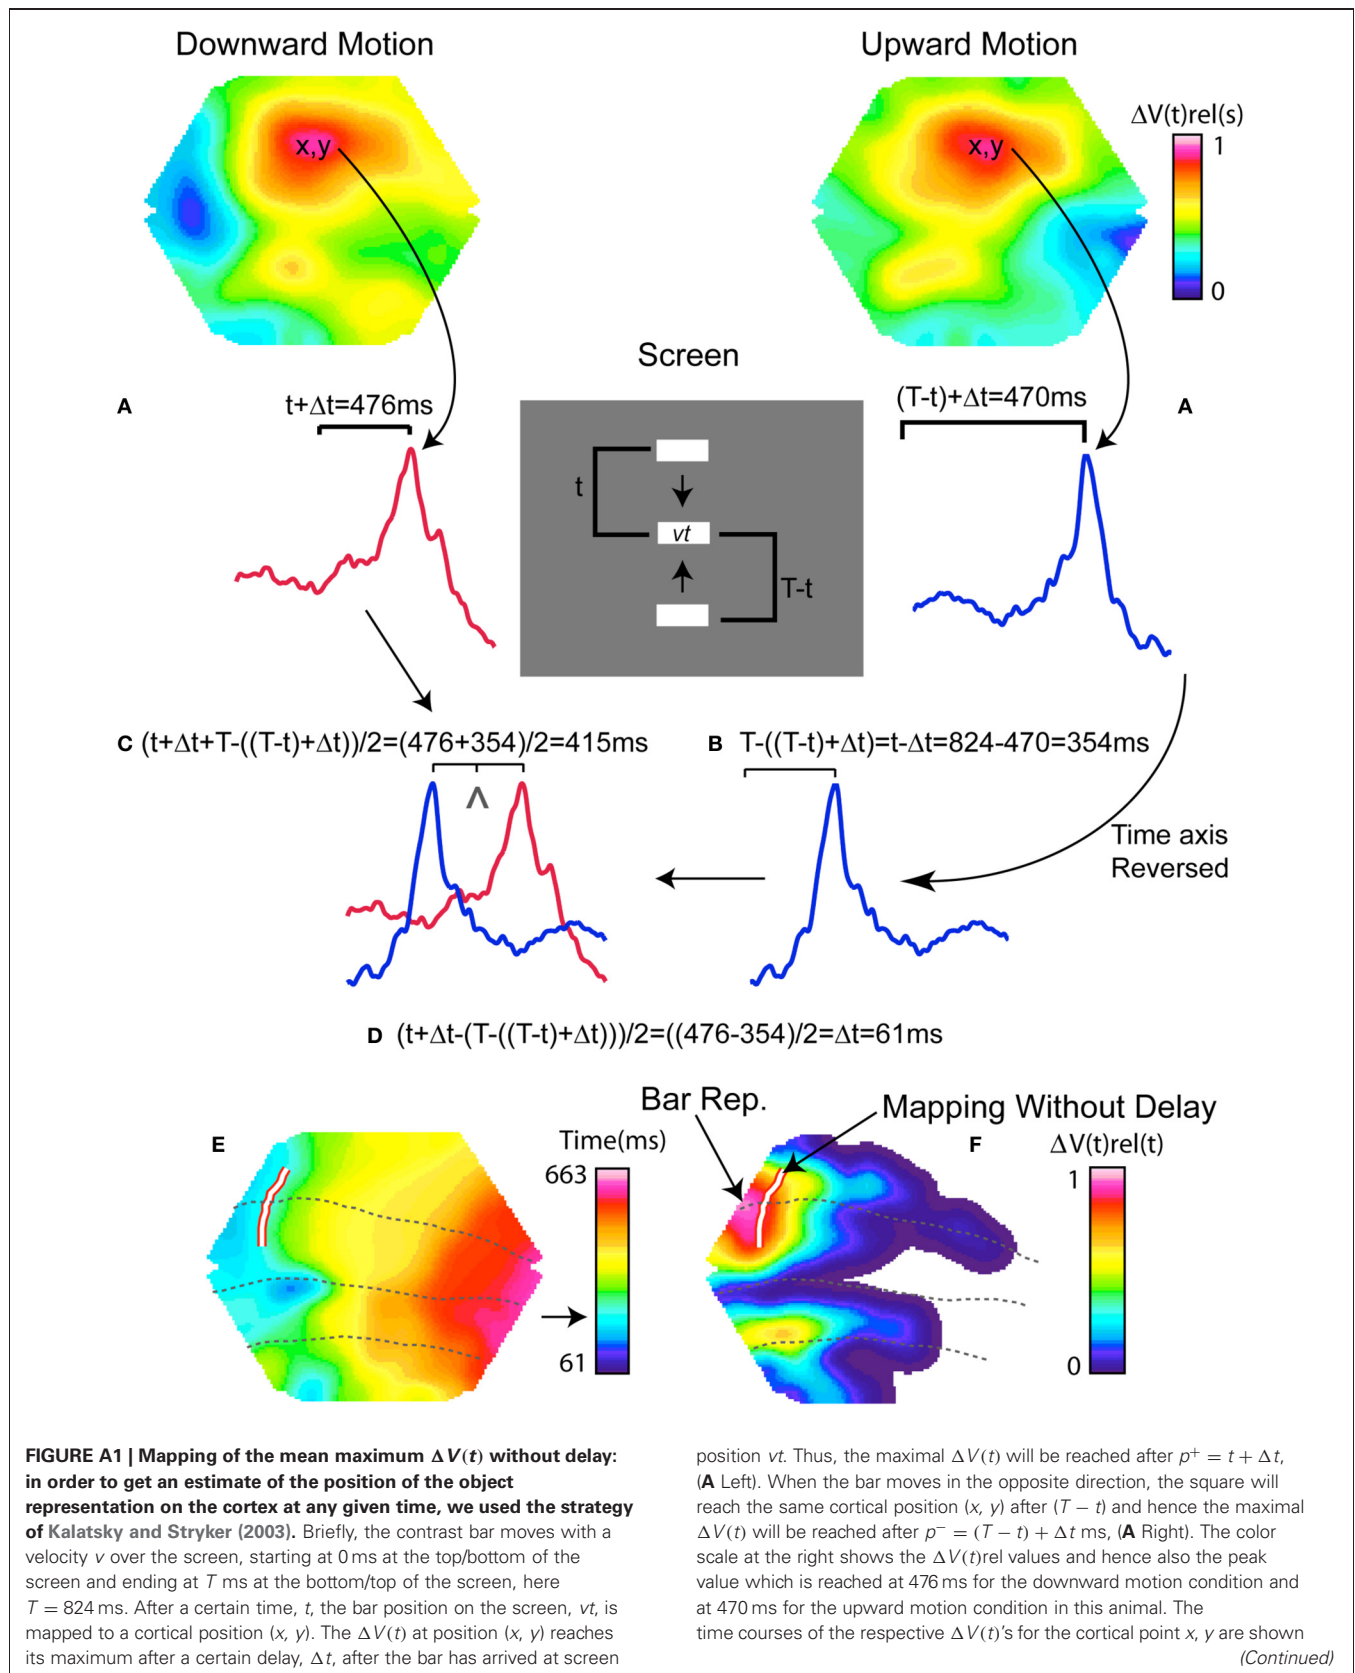 Downward Motion
Upward Motion
ΔV(t)rel(s)
1
0
x,y
x,y
Screen
A
t+Δt=476ms
(T-t)+Δt=470ms
A
t
vt
T-t
C (t+Δt+T-((T-t)+Δt))/2=(476+354)/2=415ms
B T-((T-t)+Δt)=t-Δt=824-470=354ms
^
Time axis
Reversed
D (t+Δt-(T-((T-t)+Δt)))/2=((476-354)/2=Δt=61ms
Bar Rep.
Mapping Without Delay
E
Time(ms)
663
61
F
ΔV(t)rel(t)
1
0
FIGURE A1 | Mapping of the mean maximum ΔV(t) without delay:
in order to get an estimate of the position of the object
representation on the cortex at any given time, we used the strategy
of Kalatsky and Stryker (2003). Briefly, the contrast bar moves with a
velocity v over the screen, starting at 0 ms at the top/bottom of the
screen and ending at T ms at the bottom/top of the screen, here
T = 824 ms. After a certain time, t, the bar position on the screen, vt, is
mapped to a cortical position (x, y). The ΔV(t) at position (x, y) reaches
its maximum after a certain delay, Δt, after the bar has arrived at screen
position vt. Thus, the maximal ΔV(t) will be reached after p⁺ = t + Δt,
(A Left). When the bar moves in the opposite direction, the square will
reach the same cortical position (x, y) after (T − t) and hence the maximal
ΔV(t) will be reached after p⁻ = (T − t) + Δt ms, (A Right). The color
scale at the right shows the ΔV(t)rel values and hence also the peak
value which is reached at 476 ms for the downward motion condition and
at 470 ms for the upward motion condition in this animal. The
time courses of the respective ΔV(t)'s for the cortical point x, y are shown
(Continued)